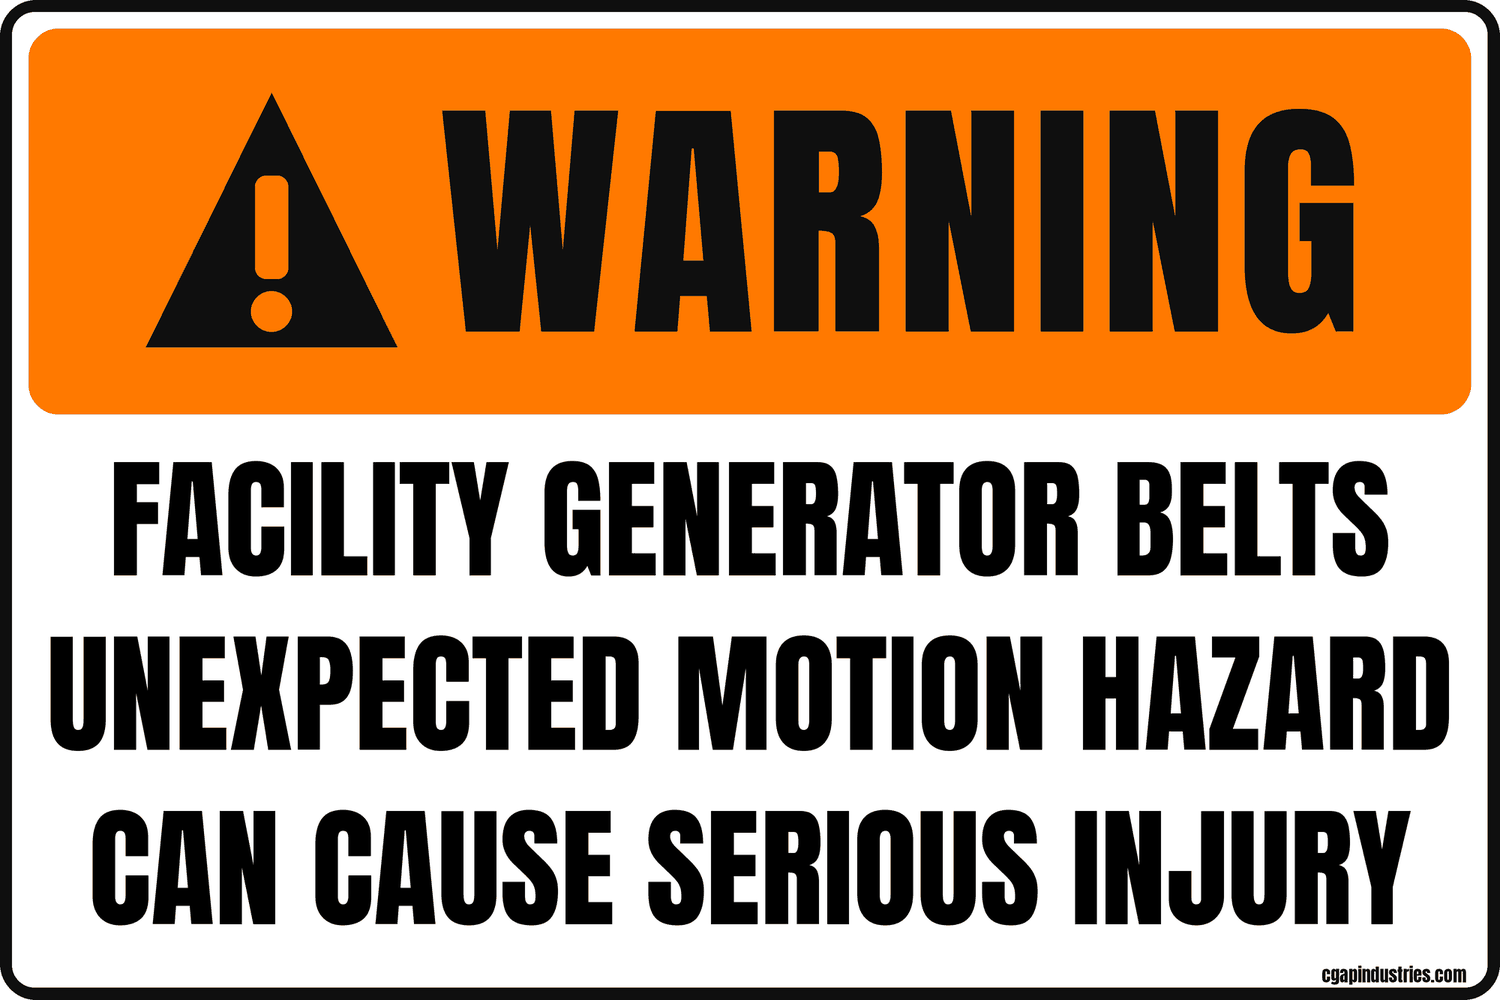 WARNING
FACILITY GENERATOR BELTS
UNEXPECTED MOTION HAZARD
CAN CAUSE SERIOUS INJURY
cgapindustries.com